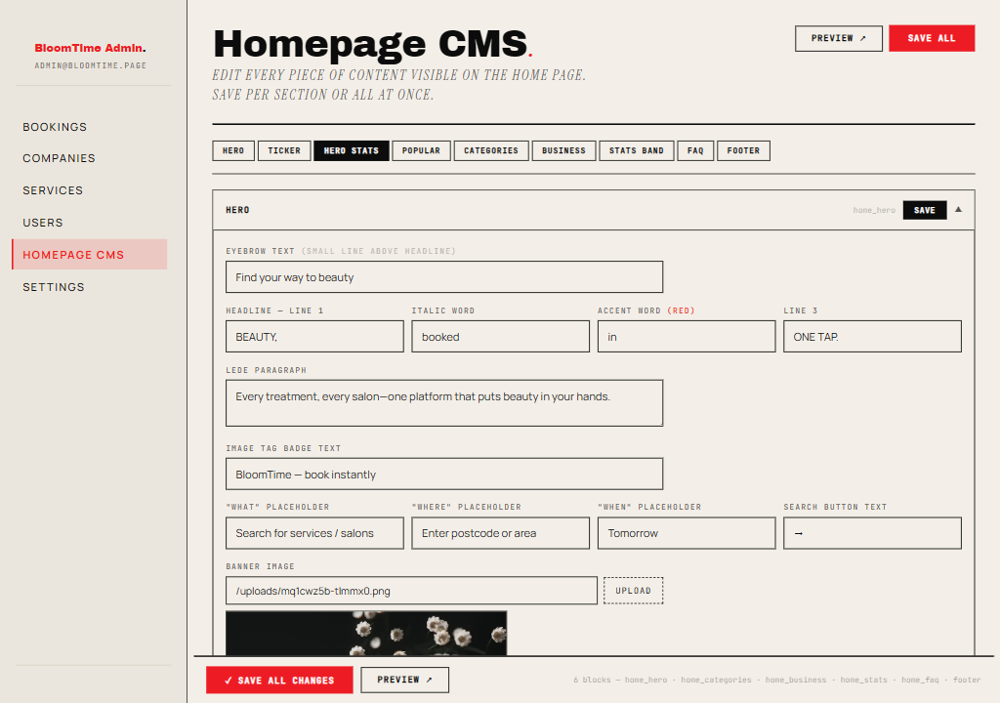 BloomTime Admin.
ADMIN@BLOOMTIME.PAGE
BOOKINGS
COMPANIES
SERVICES
USERS
HOMEPAGE CMS
SETTINGS
Homepage CMS.
EDIT EVERY PIECE OF CONTENT VISIBLE ON THE HOME PAGE.
SAVE PER SECTION OR ALL AT ONCE.
PREVIEW ↗ SAVE ALL
HERO TICKER HERO STATS POPULAR CATEGORIES BUSINESS STATS BAND FAQ FOOTER
HERO home_hero SAVE ▲
EYEBROW TEXT (SMALL LINE ABOVE HEADLINE)
Find your way to beauty
HEADLINE — LINE 1 ITALIC WORD ACCENT WORD (RED) LINE 3
BEAUTY, booked in ONE TAP.
LEDE PARAGRAPH
Every treatment, every salon—one platform that puts beauty in your hands.
IMAGE TAG BADGE TEXT
BloomTime — book instantly
"WHAT" PLACEHOLDER "WHERE" PLACEHOLDER "WHEN" PLACEHOLDER SEARCH BUTTON TEXT
Search for services / salons Enter postcode or area Tomorrow →
BANNER IMAGE
/uploads/mq1cwz5b-tlmmx0.png UPLOAD
✓ SAVE ALL CHANGES PREVIEW ↗ 6 blocks — home_hero · home_categories · home_business · home_stats · home_faq · footer